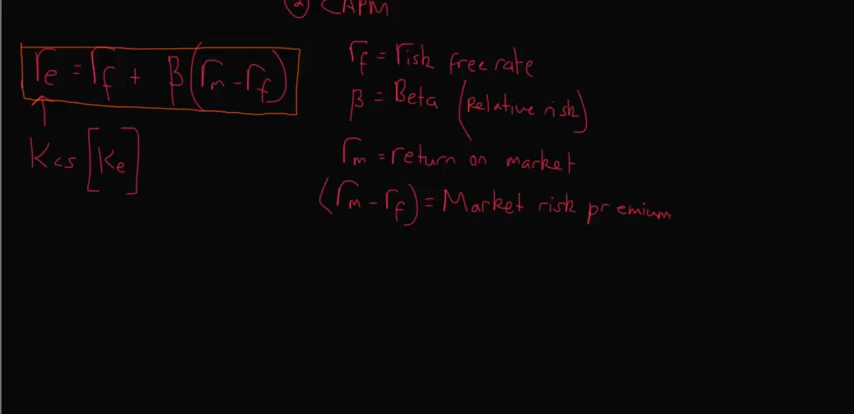 ② CAPM
re = rf + β(rm - rf)
Kcs [Ke]
rf = risk free rate
β = Beta (Relative risk)
rm = return on market
(rm - rf) = Market risk premium